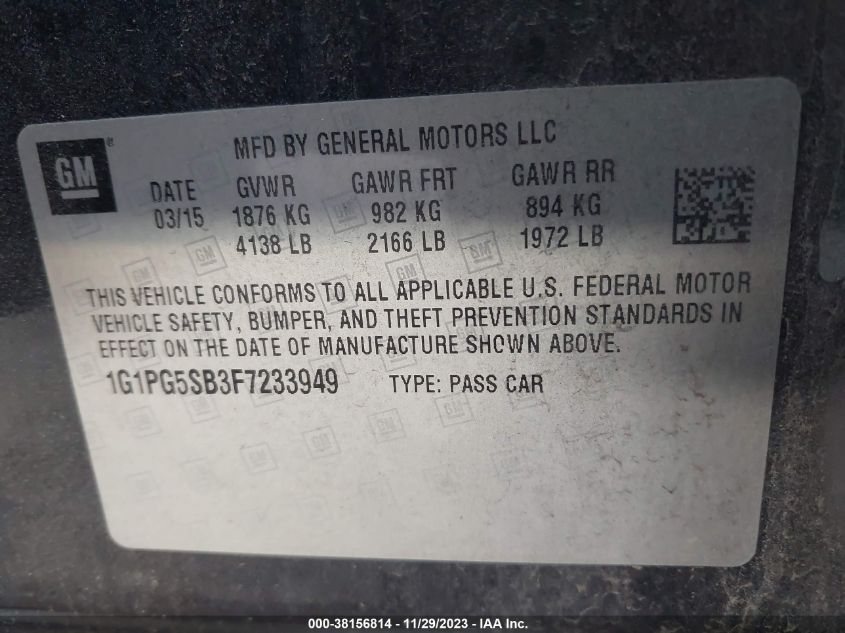 GM®
MFD BY GENERAL MOTORS LLC
DATE GVWR GAWR FRT GAWR RR
03/15 1876 KG 982 KG 894 KG
4138 LB 2166 LB 1972 LB
THIS VEHICLE CONFORMS TO ALL APPLICABLE U.S. FEDERAL MOTOR
VEHICLE SAFETY, BUMPER, AND THEFT PREVENTION STANDARDS IN
EFFECT ON THE DATE OF MANUFACTURE SHOWN ABOVE.
1G1PG5SB3F7233949 TYPE: PASS CAR
000-38156814 - 11/29/2023 - IAA Inc.